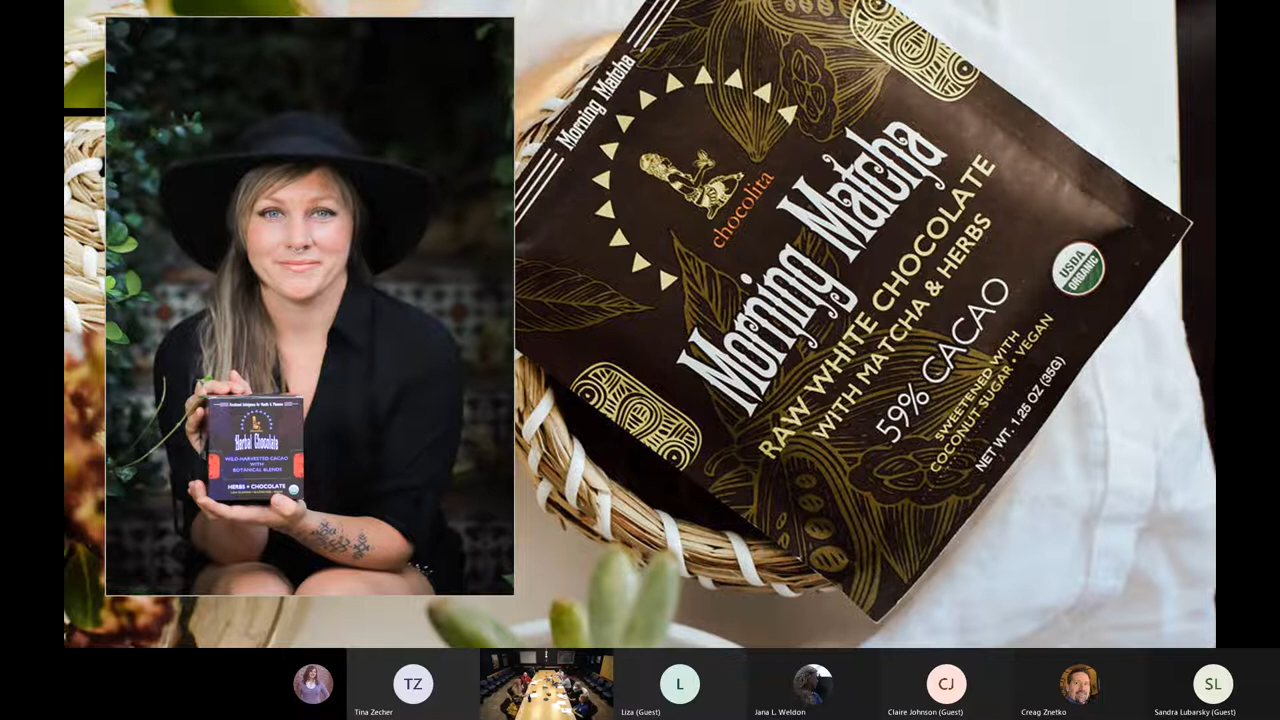 Morning Matcha
chocolita
Morning Matcha
RAW WHITE CHOCOLATE
WITH MATCHA & HERBS
59% CACAO
SWEETENED WITH
COCONUT SUGAR • VEGAN
NET WT. 1.25 OZ (35G)
USDA
ORGANIC
Herbal Chocolate
WILD-HARVESTED CACAO
WITH
BOTANICAL BLENDS
HERBS + CHOCOLATE
TZ
Tina Zecher
L
Liza (Guest)
Jana L. Weldon
CJ
Claire Johnson (Guest)
Creag Znetko
SL
Sandra Lubarsky (Guest)